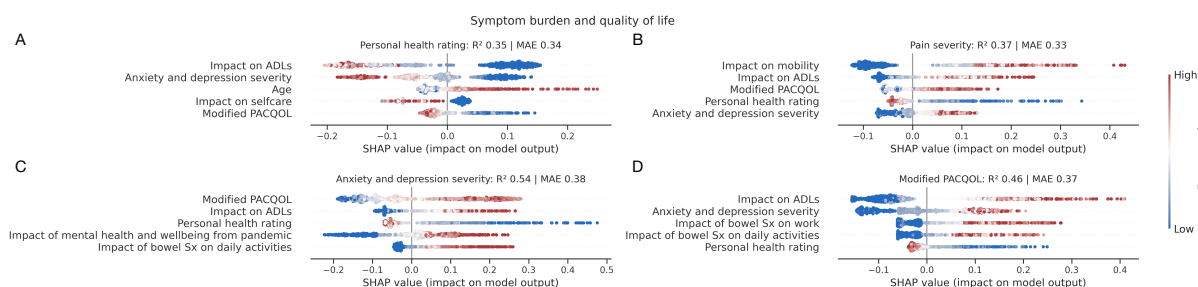 Symptom burden and quality of life
A
Personal health rating: R² 0.35 | MAE 0.34
Impact on ADLs
Anxiety and depression severity
Age
Impact on selfcare
Modified PACQOL
−0.2 −0.1 0.0 0.1 0.2
SHAP value (impact on model output)
B
Pain severity: R² 0.37 | MAE 0.33
Impact on mobility
Impact on ADLs
Modified PACQOL
Personal health rating
Anxiety and depression severity
−0.1 0.0 0.1 0.2 0.3 0.4
SHAP value (impact on model output)
High
Low
C
Anxiety and depression severity: R² 0.54 | MAE 0.38
Modified PACQOL
Impact on ADLs
Personal health rating
Impact of mental health and wellbeing from pandemic
Impact of bowel Sx on daily activities
−0.2 −0.1 0.0 0.1 0.2 0.3 0.4 0.5
SHAP value (impact on model output)
D
Modified PACQOL: R² 0.46 | MAE 0.37
Impact on ADLs
Anxiety and depression severity
Impact of bowel Sx on work
Impact of bowel Sx on daily activities
Personal health rating
−0.1 0.0 0.1 0.2 0.3 0.4
SHAP value (impact on model output)